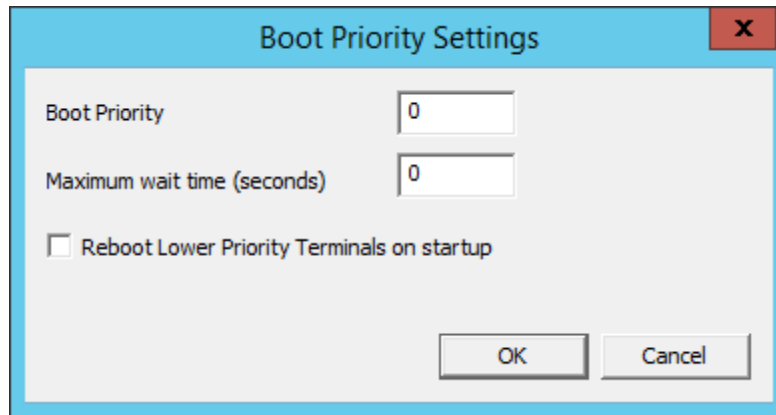 Boot Priority Settings
x
Boot Priority 0
Maximum wait time (seconds) 0
Reboot Lower Priority Terminals on startup
OK Cancel